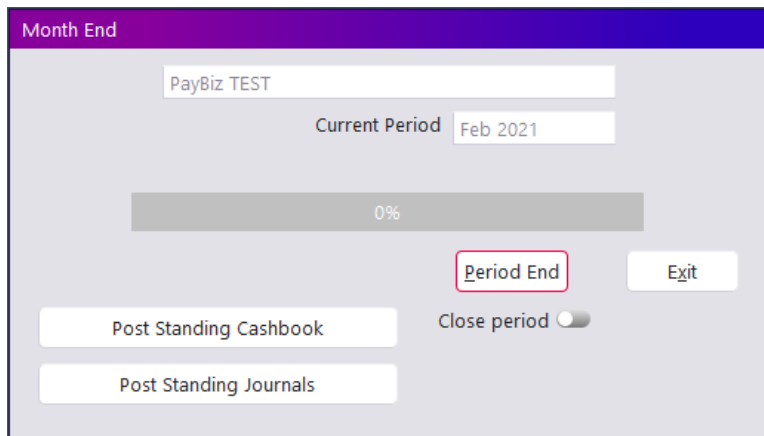 Month End
PayBiz TEST
Current Period Feb 2021
0%
Period End Exit
Close period
Post Standing Cashbook
Post Standing Journals